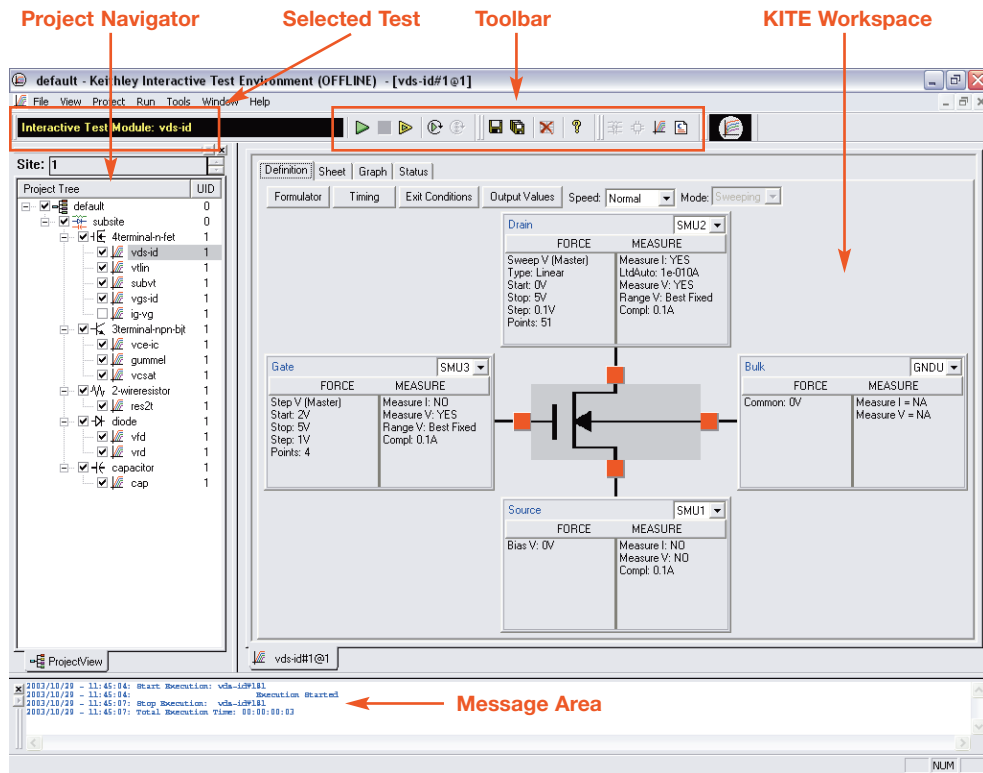 Project Navigator
Selected Test
Toolbar
KITE Workspace
default - Keithley Interactive Test Environment (OFFLINE) - [vds-id#1@1]
File View Project Run Tools Window Help
Interactive Test Module: vds-id
Site: 1
Project Tree UID
default 0
subsite 0
4terminal-n-fet 1
vds-id 1
vtlin 1
subvt 1
vgs-id 1
ig-vg 1
3terminal-npn-bjt 1
vce-ic 1
gummel 1
vcsat 1
2-wireresistor 1
res2t 1
diode 1
vfd 1
vrd 1
capacitor 1
cap 1
ProjectView
Definition Sheet Graph Status
Formulator Timing Exit Conditions Output Values Speed: Normal Mode: Sweeping
Drain SMU2
FORCE MEASURE
Sweep V (Master) Measure I: YES
Type: Linear LtdAuto: 1e-010A
Start: 0V Measure V: YES
Stop: 5V Range V: Best Fixed
Step: 0.1V Compl: 0.1A
Points: 51
Gate SMU3
FORCE MEASURE
Step V (Master) Measure I: NO
Start: 2V Measure V: YES
Stop: 5V Range V: Best Fixed
Step: 1V Compl: 0.1A
Points: 4
Bulk GNDU
FORCE MEASURE
Common: 0V Measure I = NA
Measure V = NA
Source SMU1
FORCE MEASURE
Bias V: 0V Measure I: NO
Measure V: NO
Compl: 0.1A
vds-id#1@1
2003/10/29 - 11:45:04: Start Execution: vds-id#1@1
2003/10/29 - 11:45:04: Execution Started
2003/10/29 - 11:45:07: Stop Execution: vds-id#1@1
2003/10/29 - 11:45:07: Total Execution Time: 00:00:00:03
Message Area
NUM